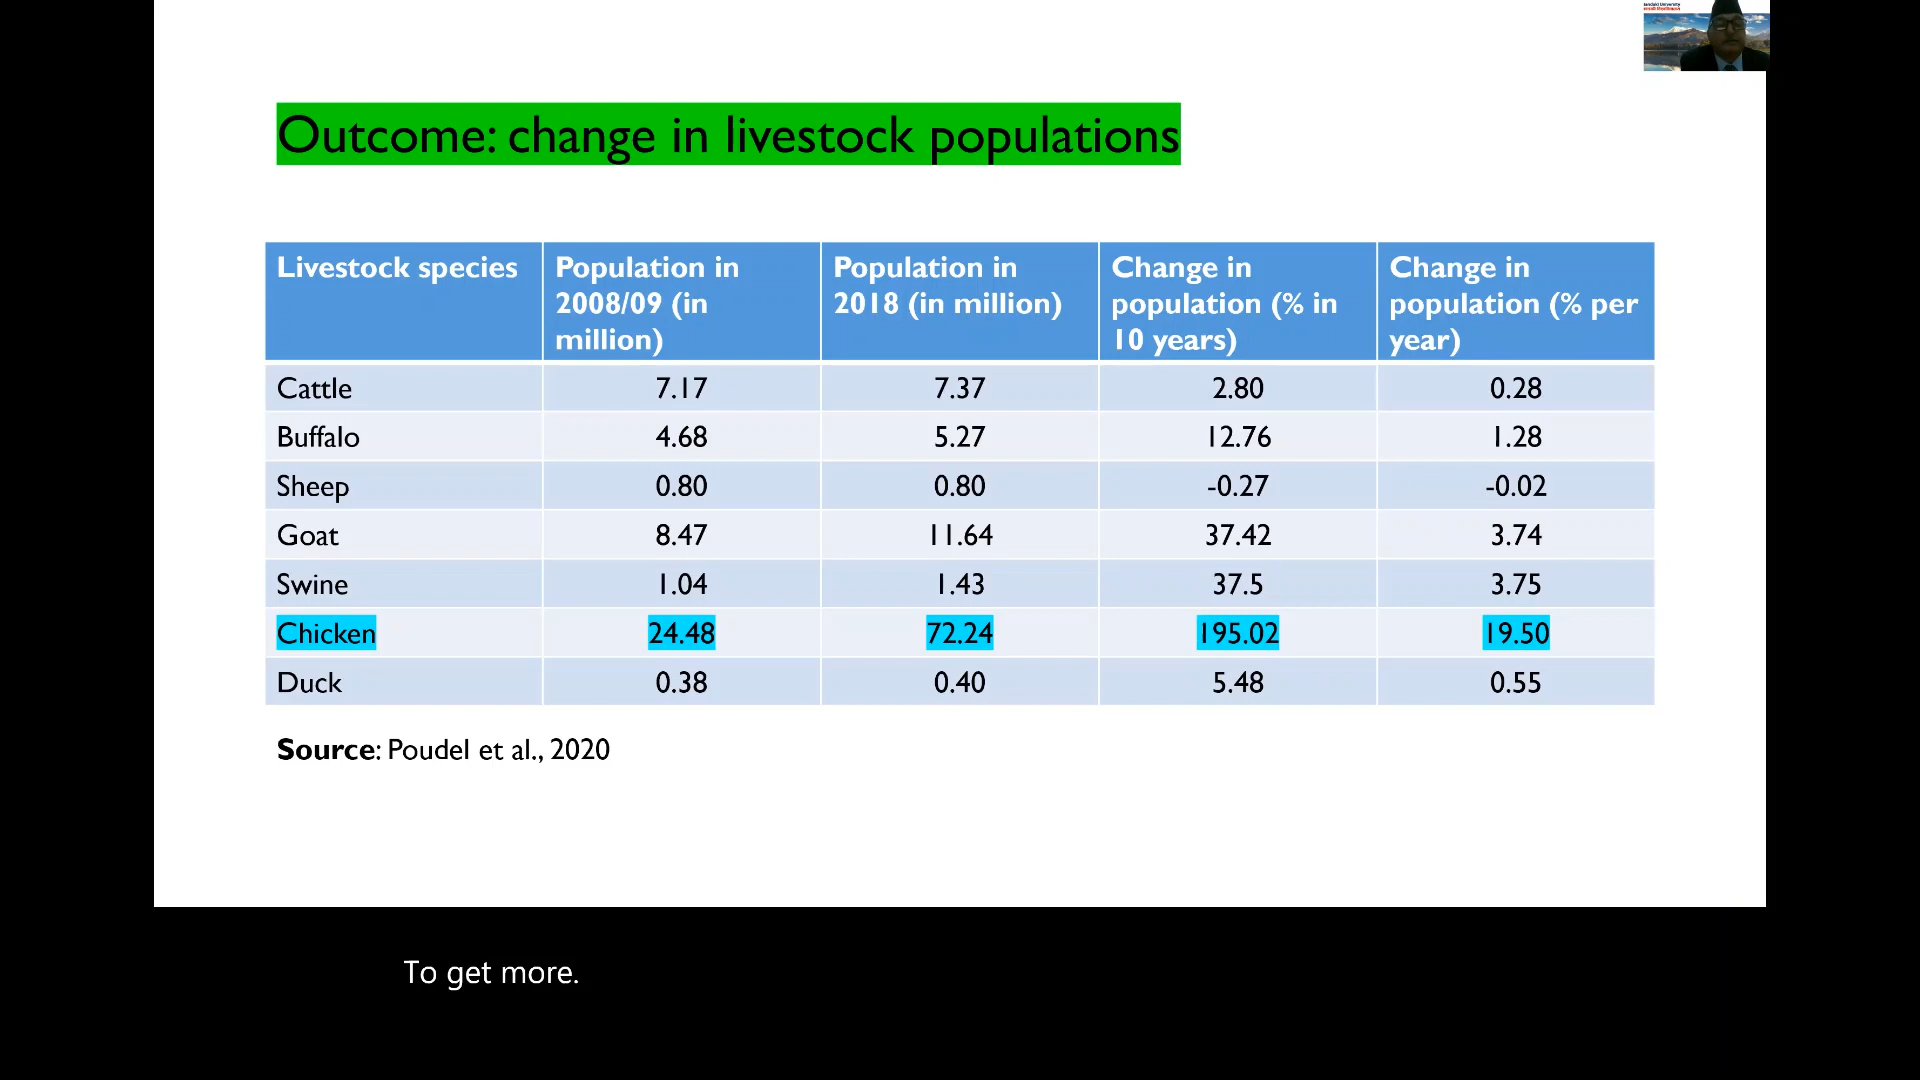 Outcome: change in livestock populations
Livestock species
Population in 2008/09 (in million)
Population in 2018 (in million)
Change in population (% in 10 years)
Change in population (% per year)
Cattle 7.17 7.37 2.80 0.28
Buffalo 4.68 5.27 12.76 1.28
Sheep 0.80 0.80 -0.27 -0.02
Goat 8.47 11.64 37.42 3.74
Swine 1.04 1.43 37.5 3.75
Chicken 24.48 72.24 195.02 19.50
Duck 0.38 0.40 5.48 0.55
Source: Poudel et al., 2020
To get more.